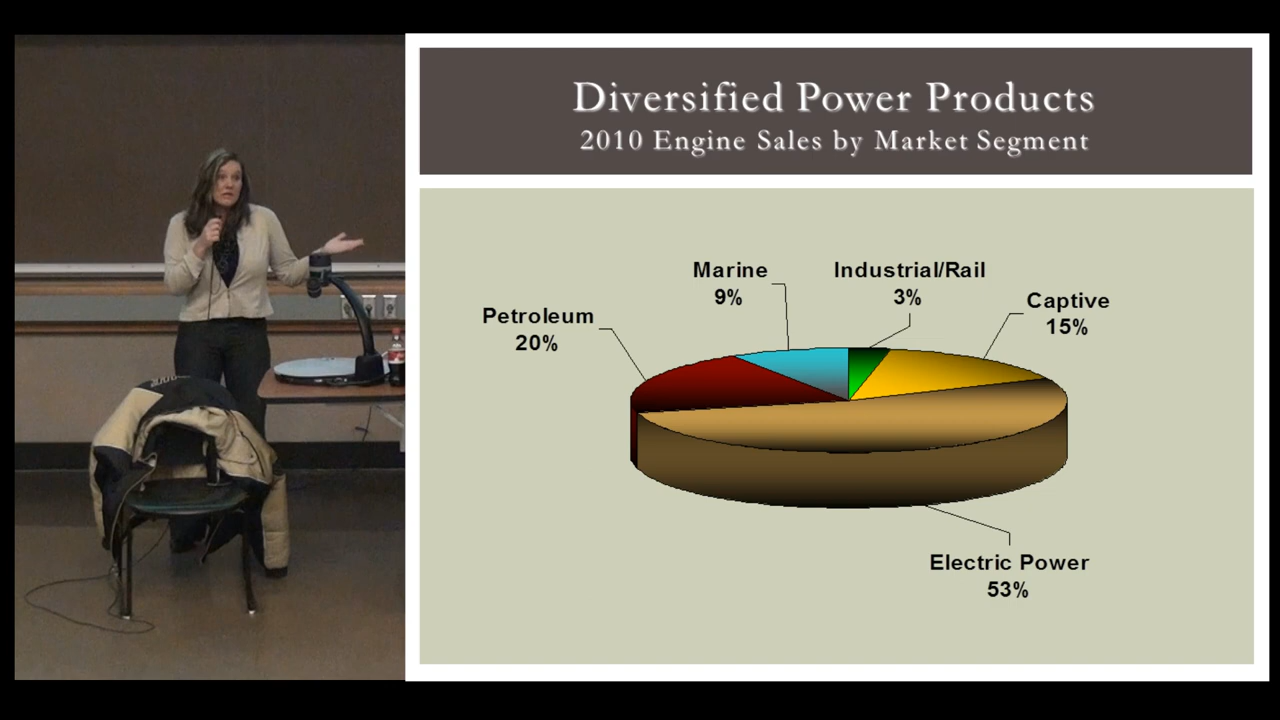 Diversified Power Products
2010 Engine Sales by Market Segment
Marine
9%
Industrial/Rail
3%
Captive
15%
Petroleum
20%
Electric Power
53%